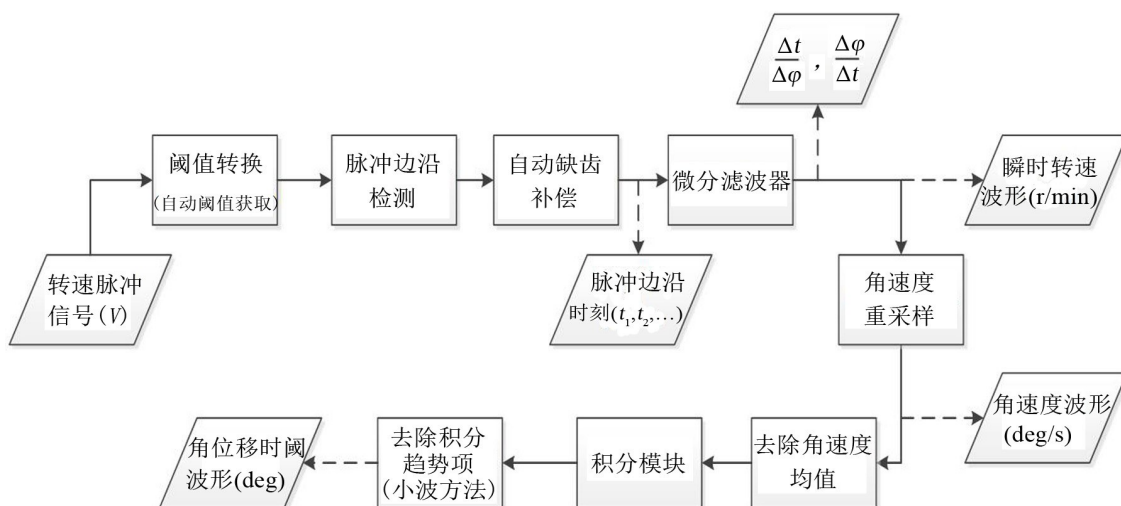 Δt/Δφ , Δφ/Δt
阈值转换
(自动阈值获取)
脉冲边沿
检测
自动缺齿
补偿
微分滤波器
瞬时转速
波形(r/min)
转速脉冲
信号(V)
脉冲边沿
时刻(t₁,t₂,…)
角速度
重采样
角速度波形
(deg/s)
角位移时阈
波形(deg)
去除积分
趋势项
(小波方法)
积分模块
去除角速度
均值